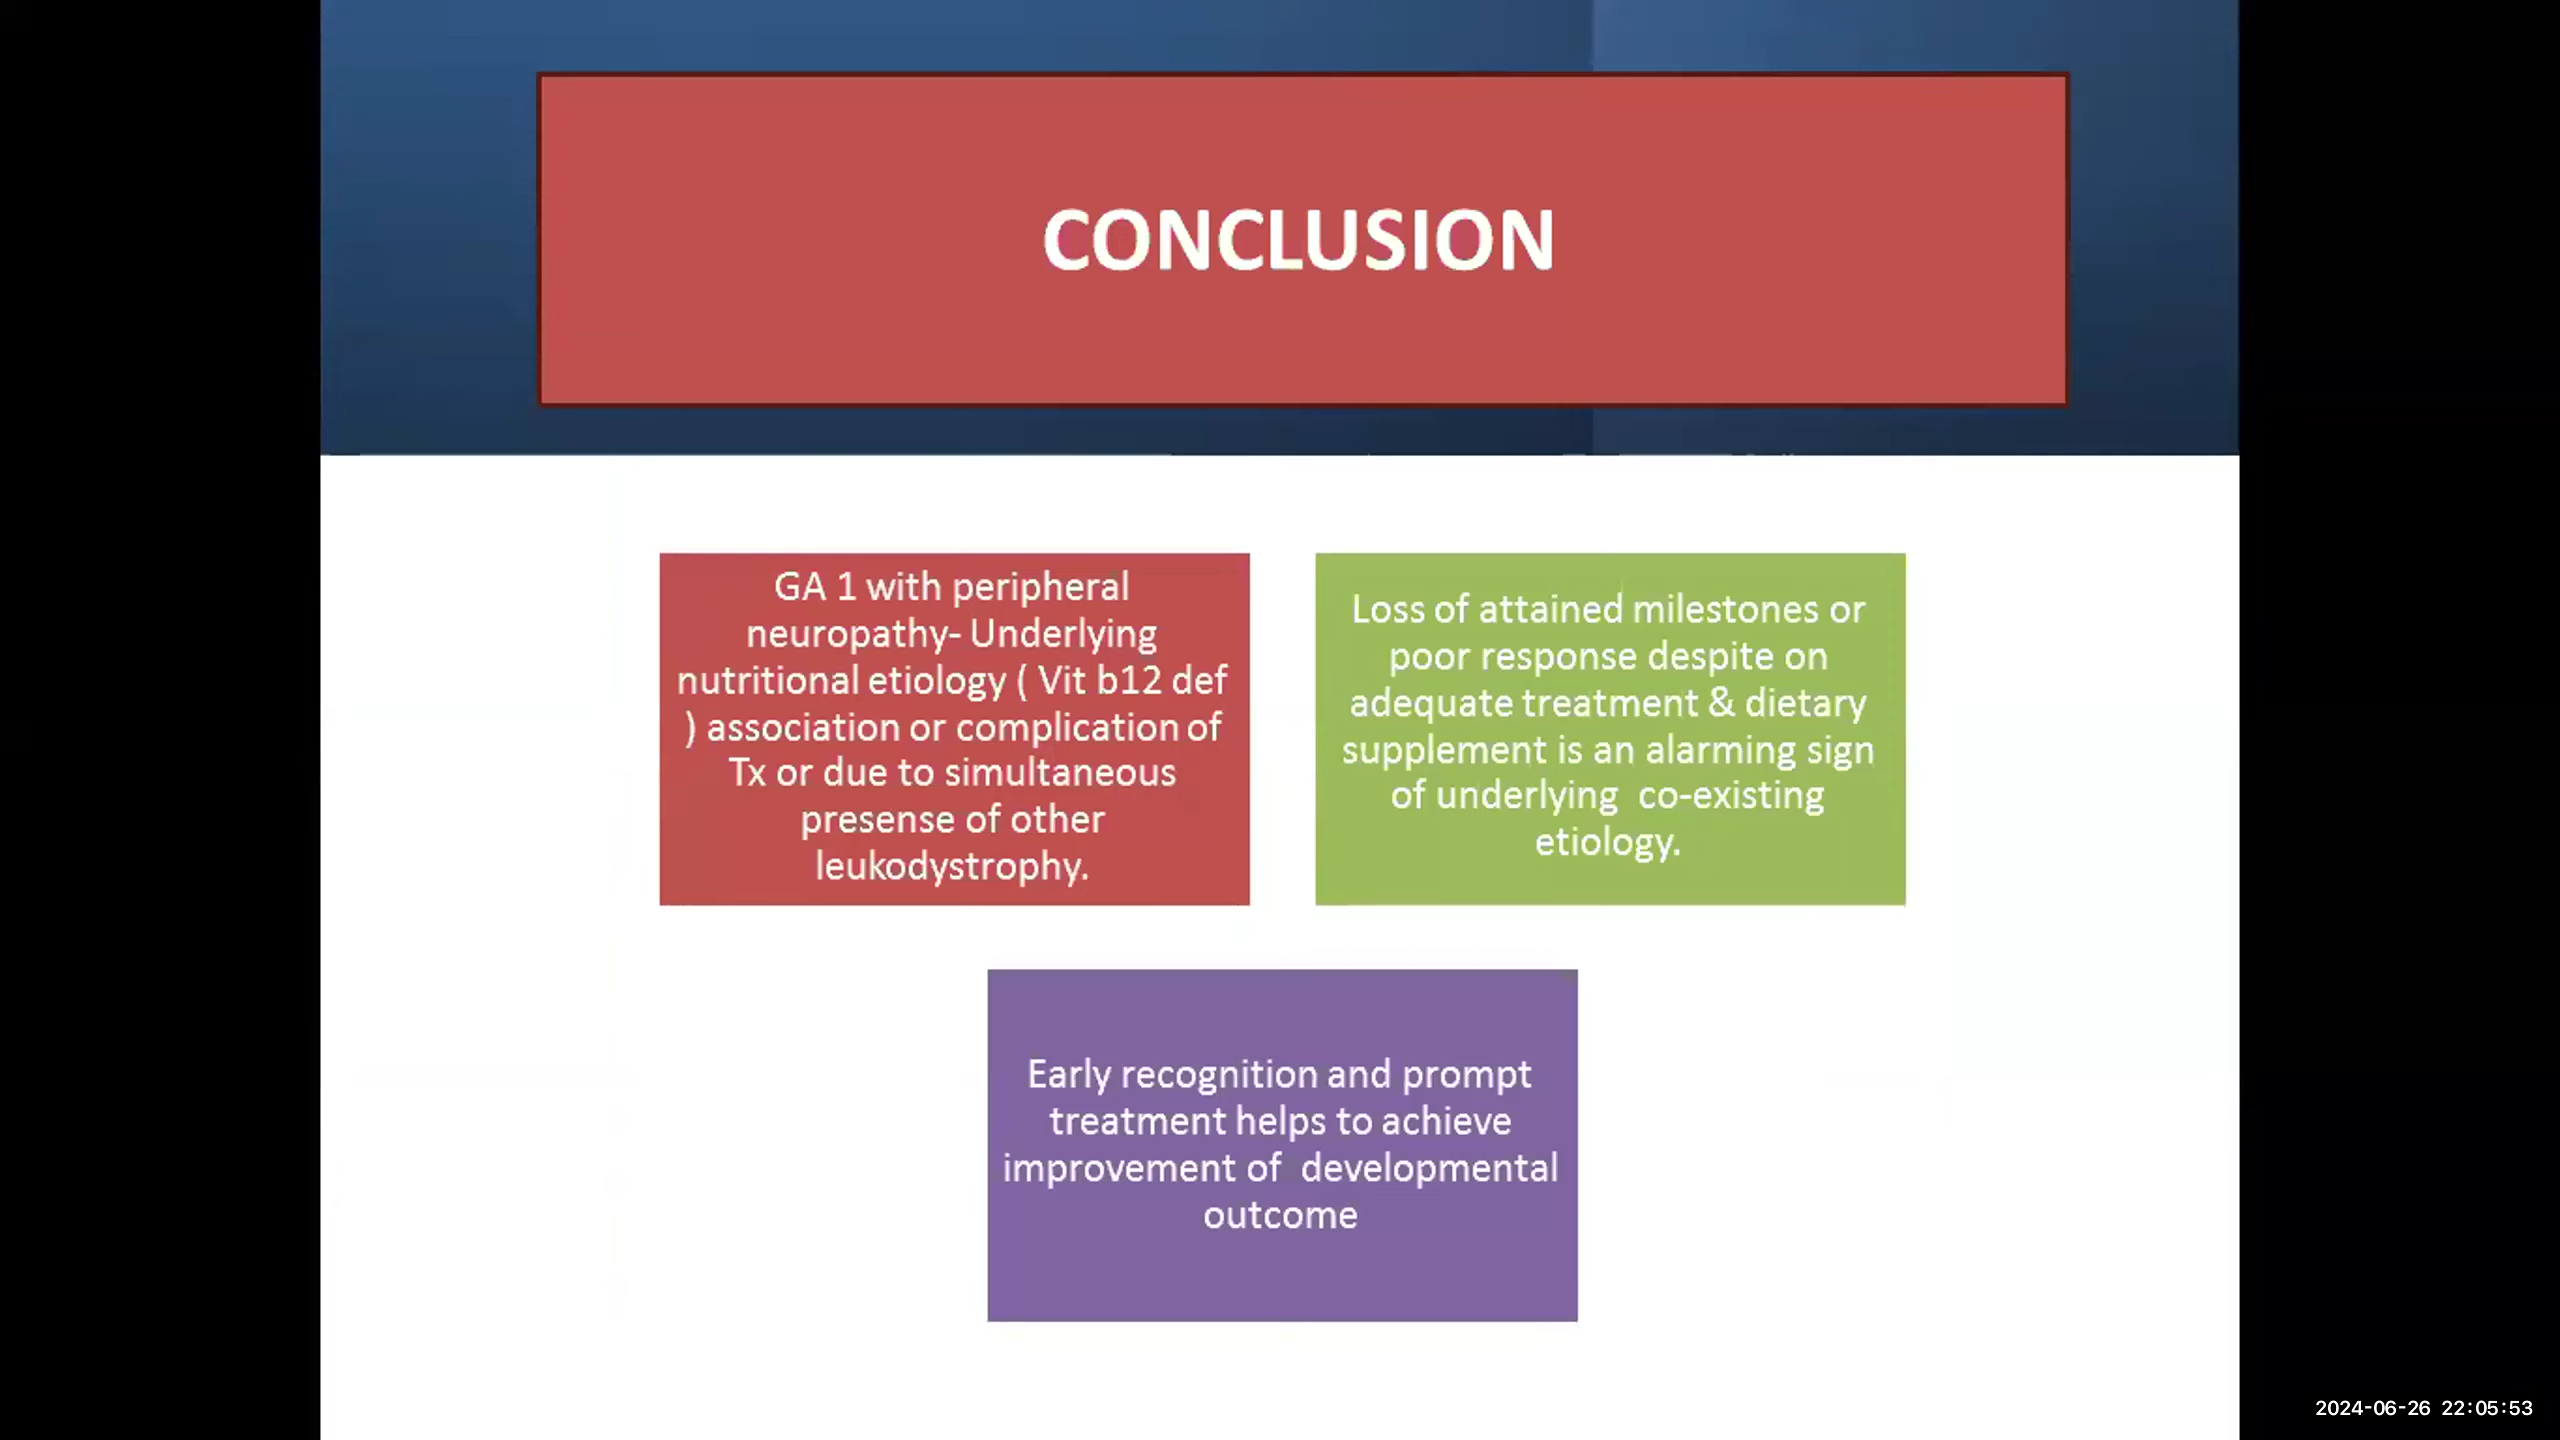 CONCLUSION
GA 1 with peripheral
neuropathy- Underlying
nutritional etiology ( Vit b12 def
) association or complication of
Tx or due to simultaneous
presense of other
leukodystrophy.
Loss of attained milestones or
poor response despite on
adequate treatment & dietary
supplement is an alarming sign
of underlying  co-existing
etiology.
Early recognition and prompt
treatment helps to achieve
improvement of  developmental
outcome
2024-06-26 22:05:53